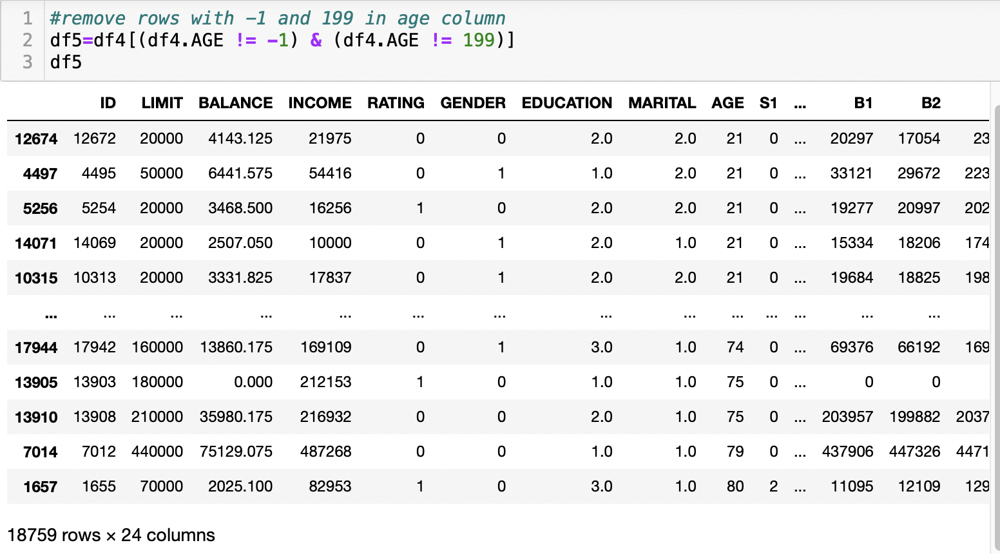 1 #remove rows with -1 and 199 in age column
2 df5=df4[(df4.AGE != -1) & (df4.AGE != 199)]
3 df5
ID LIMIT BALANCE INCOME RATING GENDER EDUCATION MARITAL AGE S1 ... B1 B2
12674 12672 20000 4143.125 21975 0 0 2.0 2.0 21 0 ... 20297 17054 23
4497 4495 50000 6441.575 54416 0 1 1.0 2.0 21 0 ... 33121 29672 223
5256 5254 20000 3468.500 16256 1 0 2.0 2.0 21 0 ... 19277 20997 202
14071 14069 20000 2507.050 10000 0 1 2.0 1.0 21 0 ... 15334 18206 174
10315 10313 20000 3331.825 17837 0 1 2.0 2.0 21 0 ... 19684 18825 198
... ... ... ... ... ... ... ... ... ... ... ... ... ...
17944 17942 160000 13860.175 169109 0 1 3.0 1.0 74 0 ... 69376 66192 169
13905 13903 180000 0.000 212153 1 0 1.0 1.0 75 0 ... 0 0
13910 13908 210000 35980.175 216932 0 0 2.0 1.0 75 0 ... 203957 199882 2037
7014 7012 440000 75129.075 487268 0 0 1.0 1.0 79 0 ... 437906 447326 4471
1657 1655 70000 2025.100 82953 1 0 3.0 1.0 80 2 ... 11095 12109 129
18759 rows × 24 columns